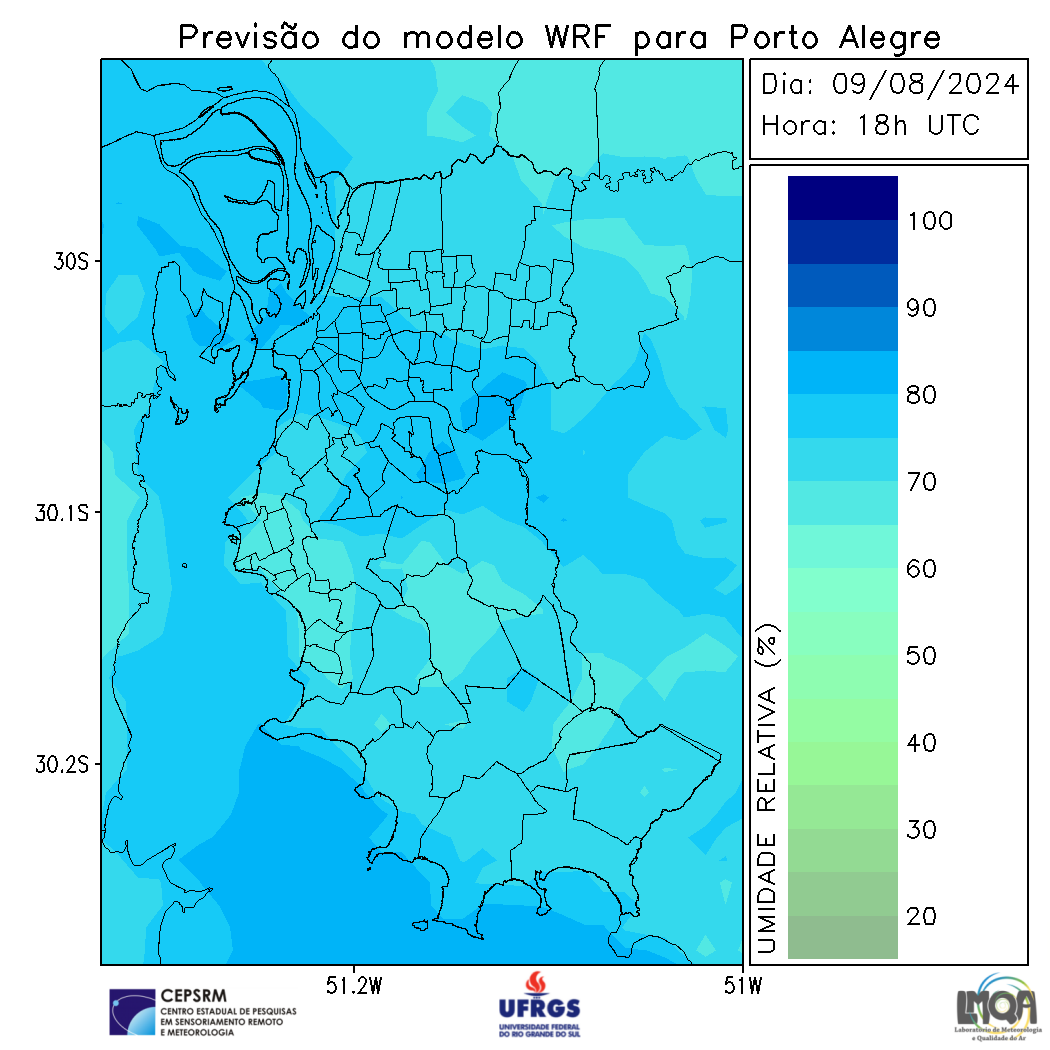 Previsão do modelo WRF para Porto Alegre
Dia: 09/08/2024
Hora: 18h UTC
30S
30.1S
30.2S
51.2W
51W
100
90
80
70
60
50
40
30
20
UMIDADE RELATIVA (%)
CEPSRM
CENTRO ESTADUAL DE PESQUISAS
EM SENSORIAMENTO REMOTO
E METEOROLOGIA
UFRGS
UNIVERSIDADE FEDERAL
DO RIO GRANDE DO SUL
LMQA
Laboratório de Meteorologia
e Qualidade do Ar